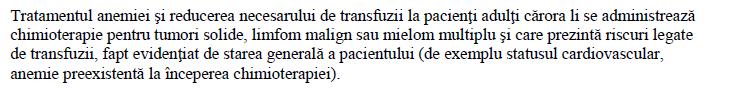 Tratamentul anemiei şi reducerea necesarului de transfuzii la pacienţi adulţi cărora li se administrează
chimioterapie pentru tumori solide, limfom malign sau mielom multiplu şi care prezintă riscuri legate
de transfuzii, fapt evidenţiat de starea generală a pacientului (de exemplu statusul cardiovascular,
anemie preexistentă la începerea chimioterapiei).